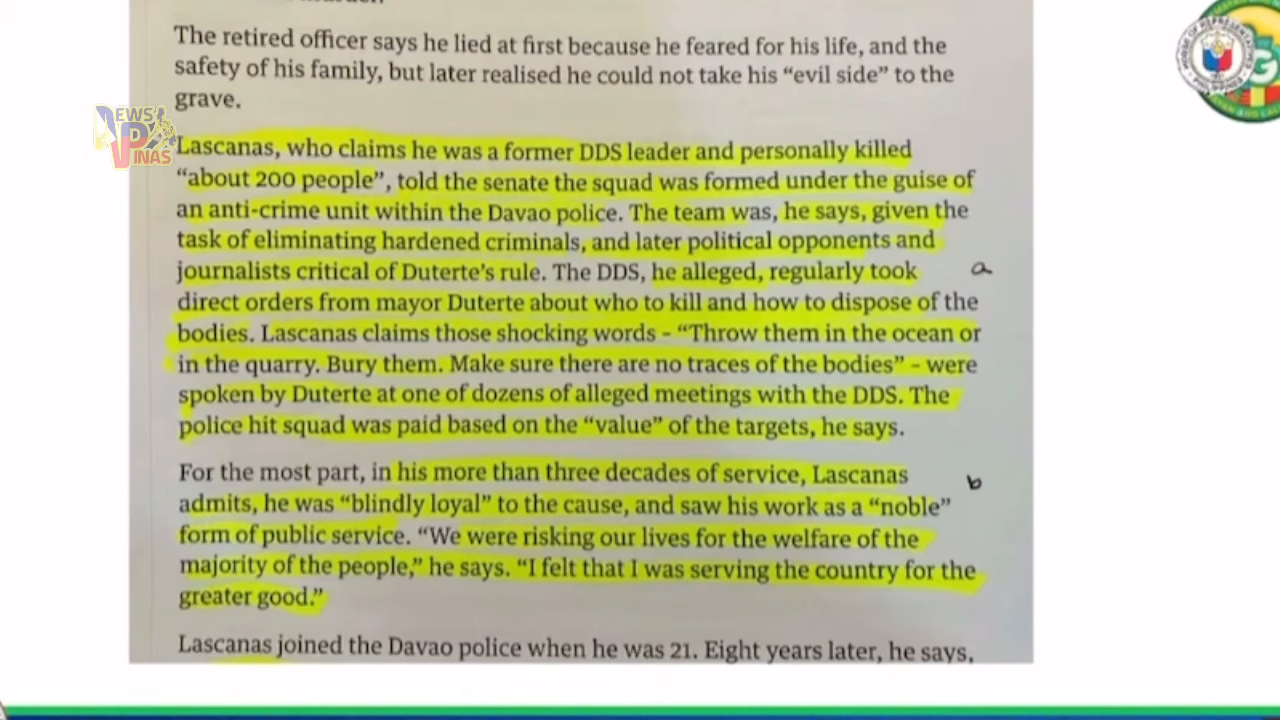 The retired officer says he lied at first because he feared for his life, and the
safety of his family, but later realised he could not take his “evil side” to the
grave.
NEWS
PINAS
Lascanas, who claims he was a former DDS leader and personally killed
“about 200 people”, told the senate the squad was formed under the guise of
an anti-crime unit within the Davao police. The team was, he says, given the
task of eliminating hardened criminals, and later political opponents and
journalists critical of Duterte’s rule. The DDS, he alleged, regularly took
a
direct orders from mayor Duterte about who to kill and how to dispose of the
bodies. Lascanas claims those shocking words – “Throw them in the ocean or
in the quarry. Bury them. Make sure there are no traces of the bodies” – were
spoken by Duterte at one of dozens of alleged meetings with the DDS. The
police hit squad was paid based on the “value” of the targets, he says.
For the most part, in his more than three decades of service, Lascanas
b
admits, he was “blindly loyal” to the cause, and saw his work as a “noble”
form of public service. “We were risking our lives for the welfare of the
majority of the people,” he says. “I felt that I was serving the country for the
greater good.”
Lascanas joined the Davao police when he was 21. Eight years later, he says,